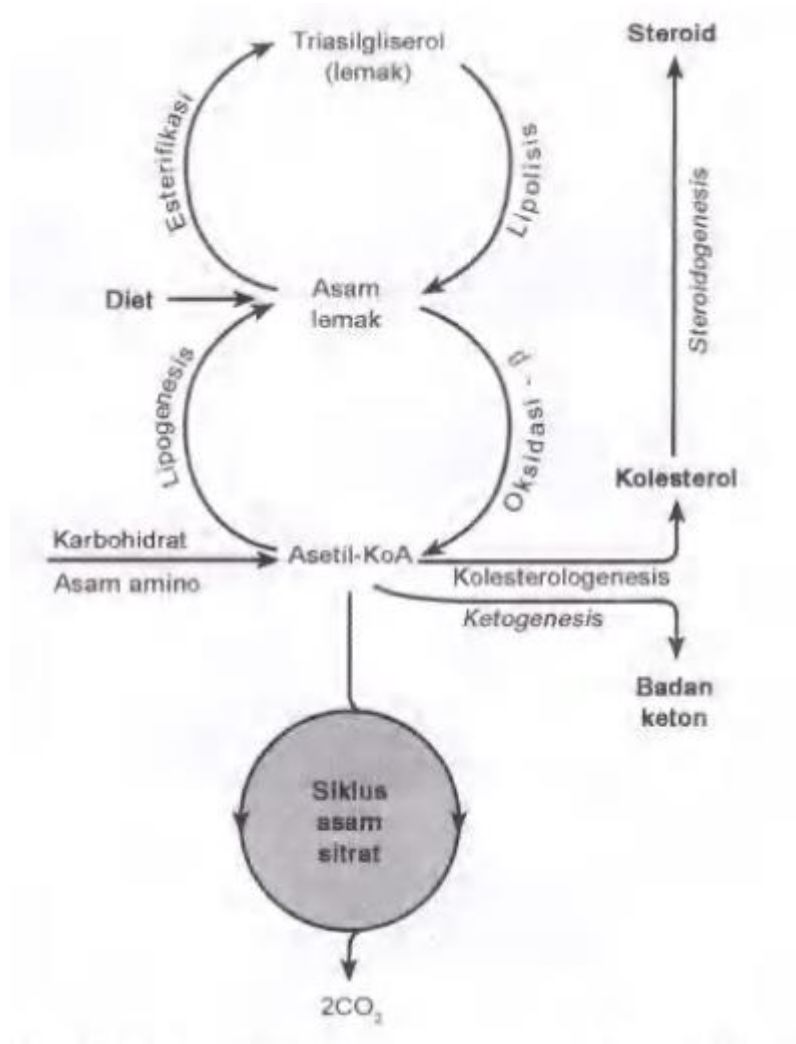 Triasilgliserol
(lemak)
Steroid
Esterifikasi
Lipolisis
Steroidogenesis
Diet
Asam
lemak
Lipogenesis
Oksidasi - β
Kolesterol
Karbohidrat
Asam amino
Asetil-KoA
Kolesterologenesis
Ketogenesis
Badan
keton
Siklus
asam
sitrat
2CO₂